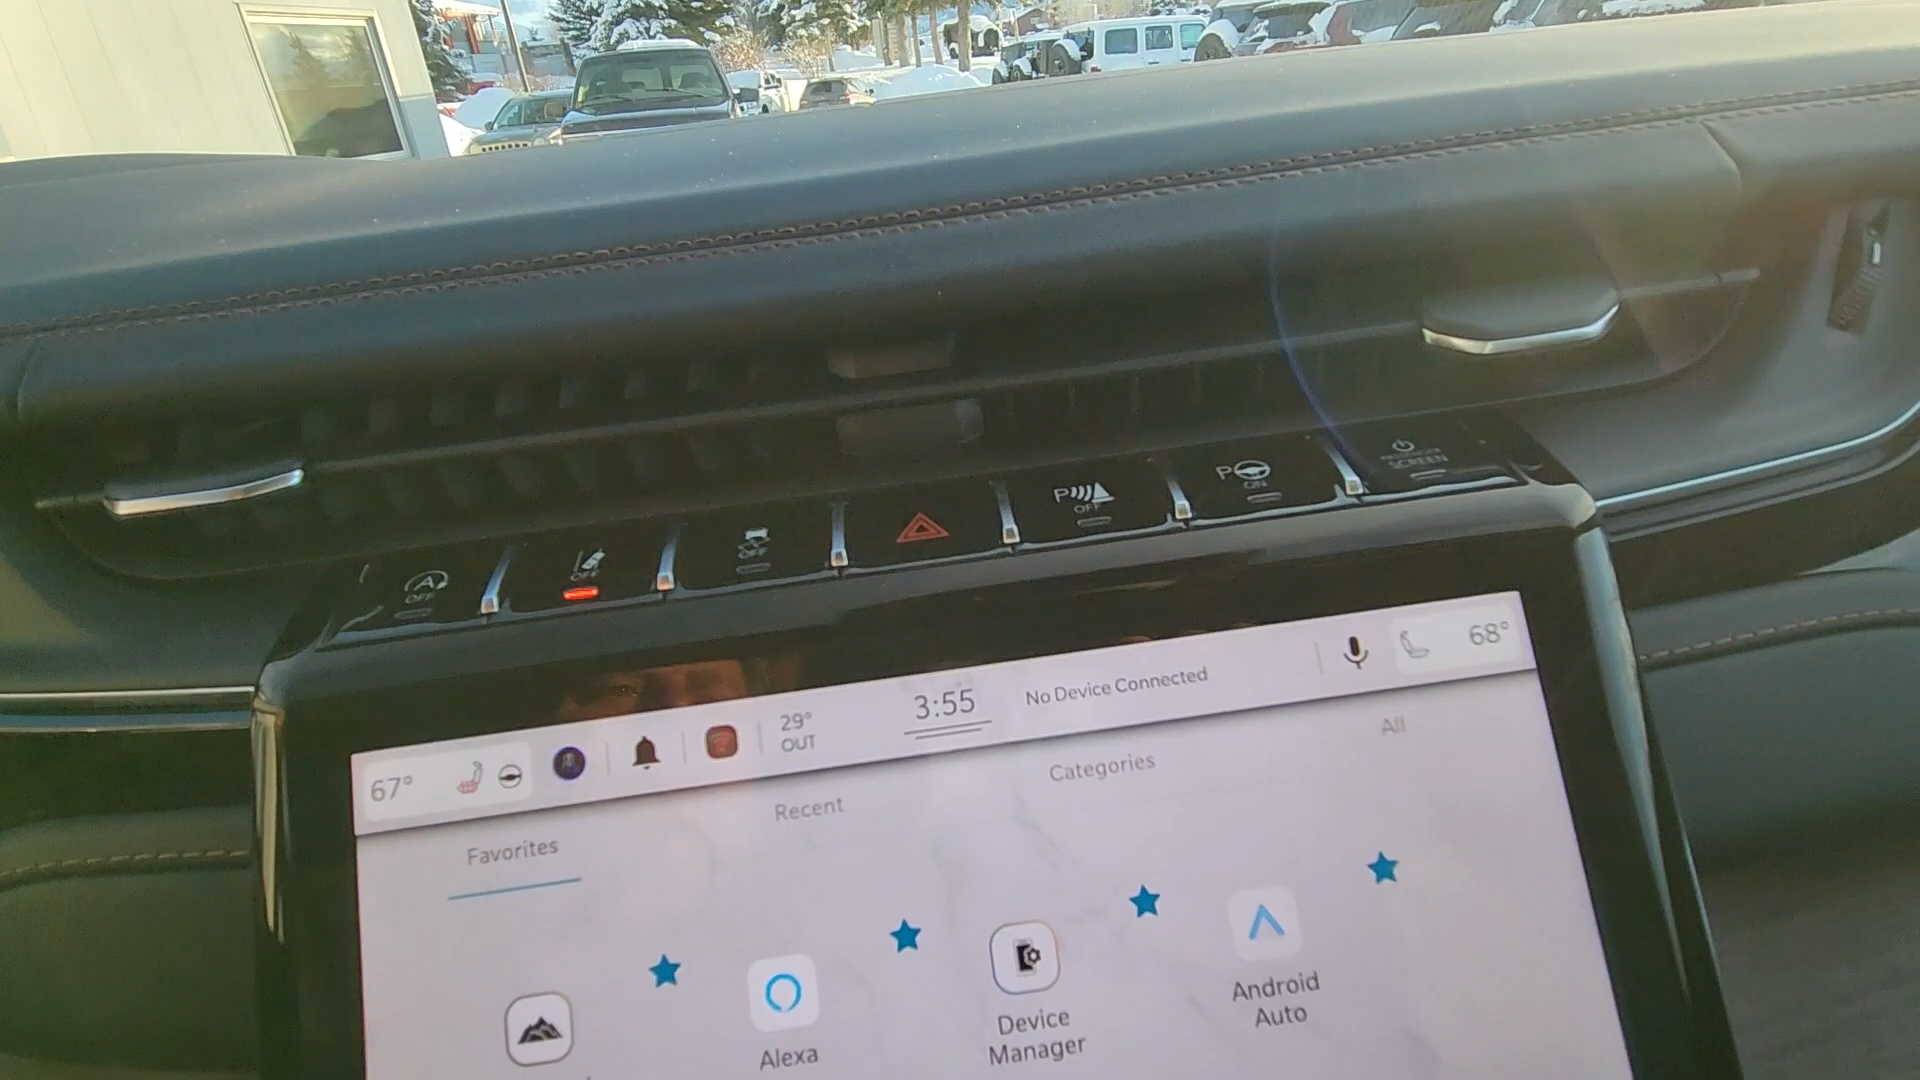 A
OFF
OFF
OFF
P
OFF
P
ON
SCREEN
67°
29°
OUT
3:55
No Device Connected
68°
Favorites
Recent
Categories
All
Alexa
Device
Manager
Android
Auto